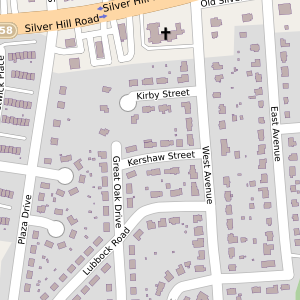 Silver Hill Road
Silver Hill
Old Silver
58
Kirby Street
East Avenue
Great Oak Drive
Kershaw Street
West Avenue
Plaza Drive
Lubbock Road